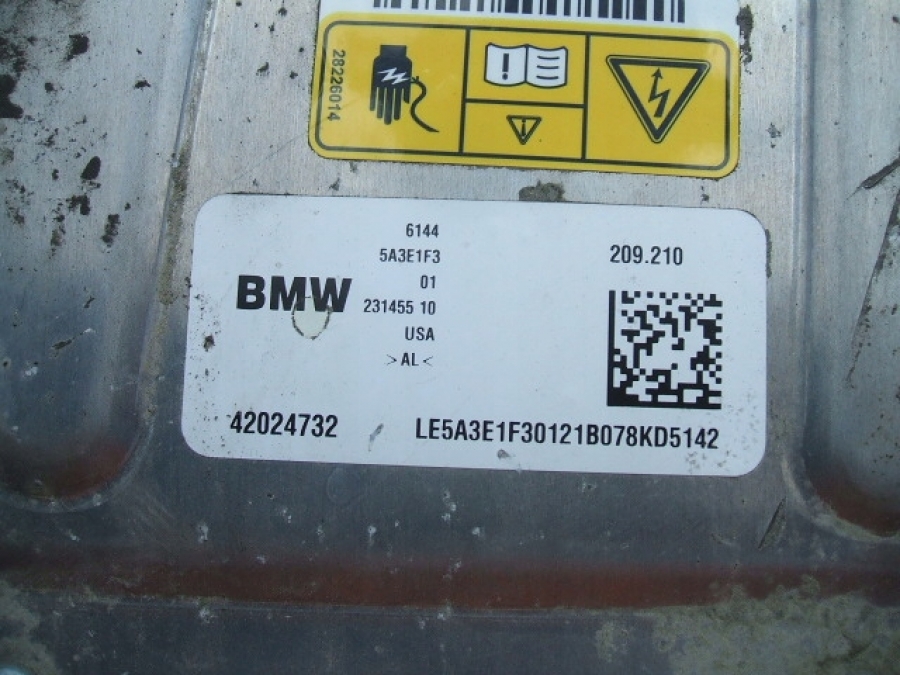 28226014
6144
5A3E1F3
01
BMW
231455 10
USA
>AL<
209.210
42024732
LE5A3E1F30121B078KD5142